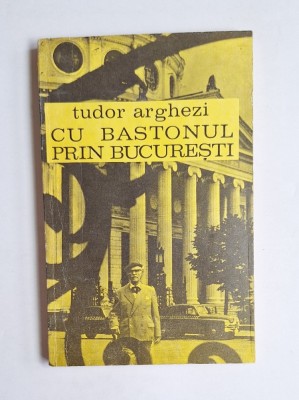 tudor arghezi
CU BASTONUL
PRIN BUCUREȘTI